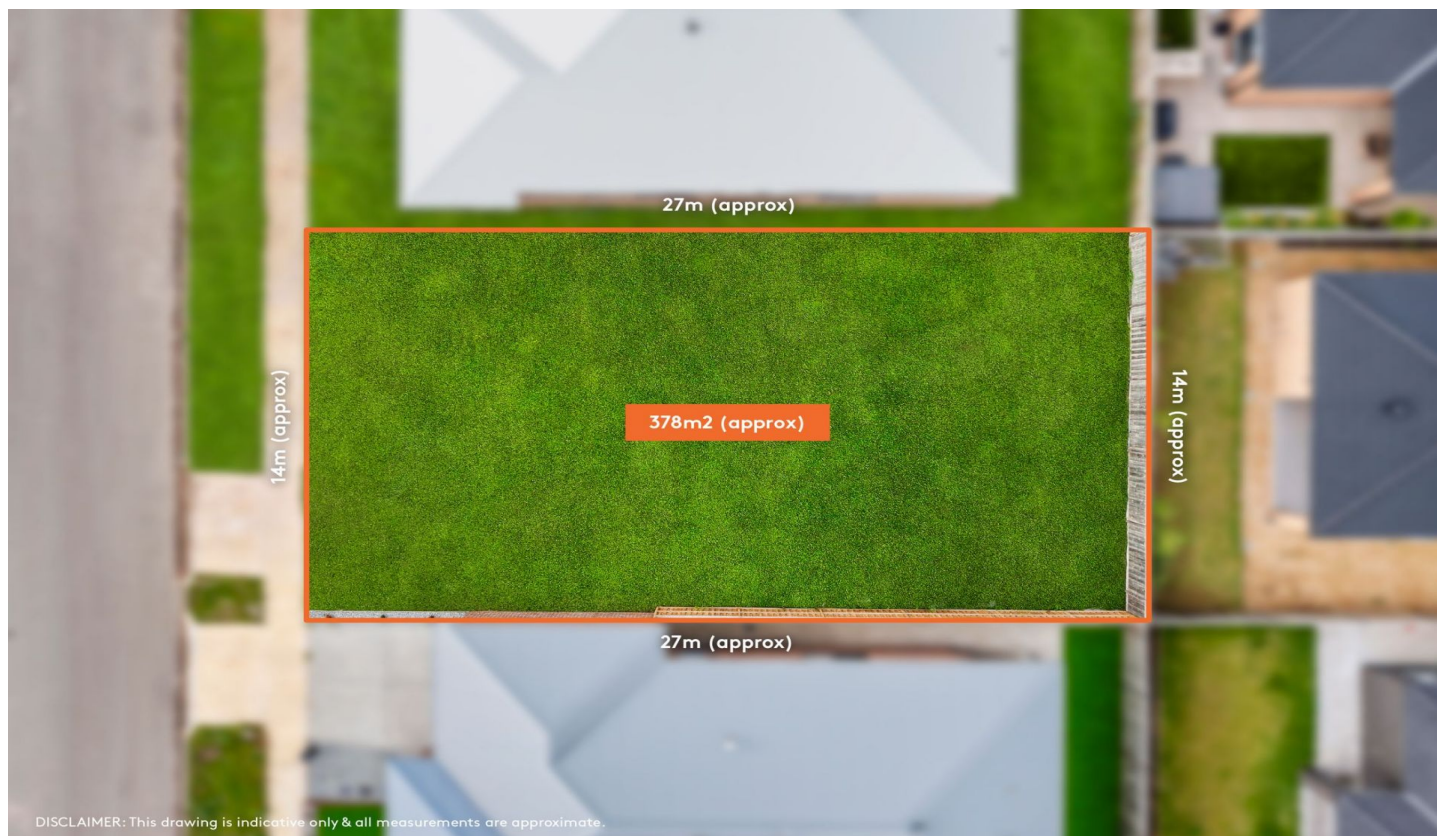 27m (approx)
14m (approx)
378m2 (approx)
14m (approx)
27m (approx)
DISCLAIMER: This drawing is indicative only & all measurements are approximate.